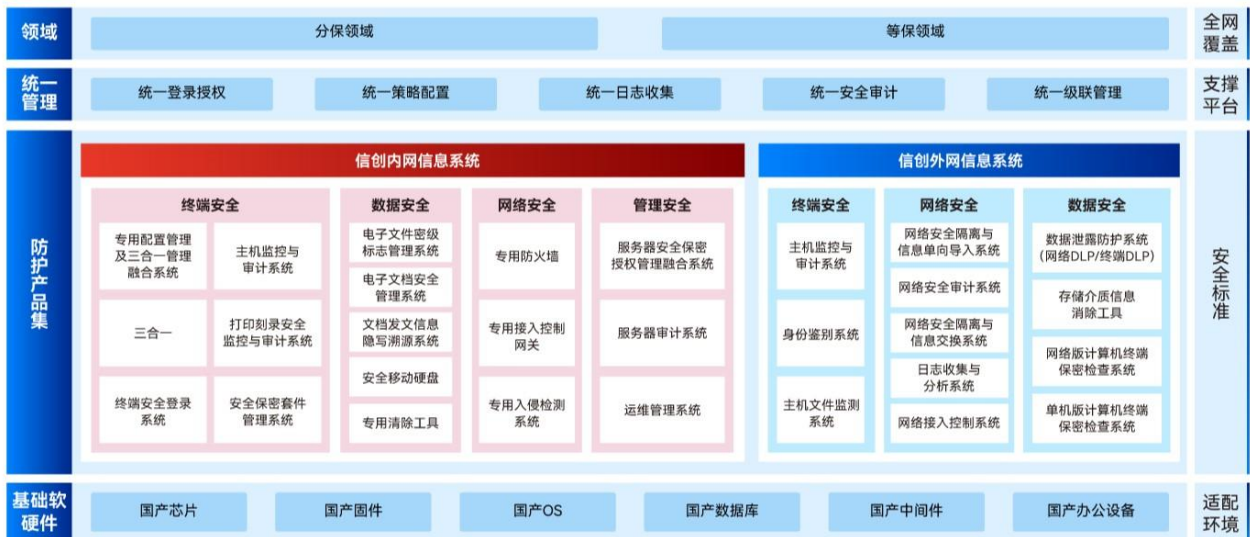 领域
分保领域
等保领域
全网
覆盖
统一
管理
统一登录授权
统一策略配置
统一日志收集
统一安全审计
统一级联管理
支撑
平台
防护产品集
信创内网信息系统
终端安全
专用配置管理
及三合一管理
融合系统
主机监控与
审计系统
三合一
打印刻录安全
监控与审计系统
终端安全登录
系统
安全保密套件
管理系统
数据安全
电子文件密级
标志管理系统
电子文档安全
管理系统
文档发文信息
隐写溯源系统
安全移动硬盘
专用清除工具
网络安全
专用防火墙
专用接入控制
网关
专用入侵检测
系统
管理安全
服务器安全保密
授权管理融合系统
服务器审计系统
运维管理系统
信创外网信息系统
终端安全
主机监控与
审计系统
身份鉴别系统
主机文件监测
系统
网络安全
网络安全隔离与
信息单向导入系统
网络安全审计系统
网络安全隔离与
信息交换系统
日志收集与
分析系统
网络接入控制系统
数据安全
数据泄露防护系统
（网络DLP/终端DLP）
存储介质信息
消除工具
网络版计算机终端
保密检查系统
单机版计算机终端
保密检查系统
安全标准
基础软
硬件
国产芯片
国产固件
国产OS
国产数据库
国产中间件
国产办公设备
适配
环境